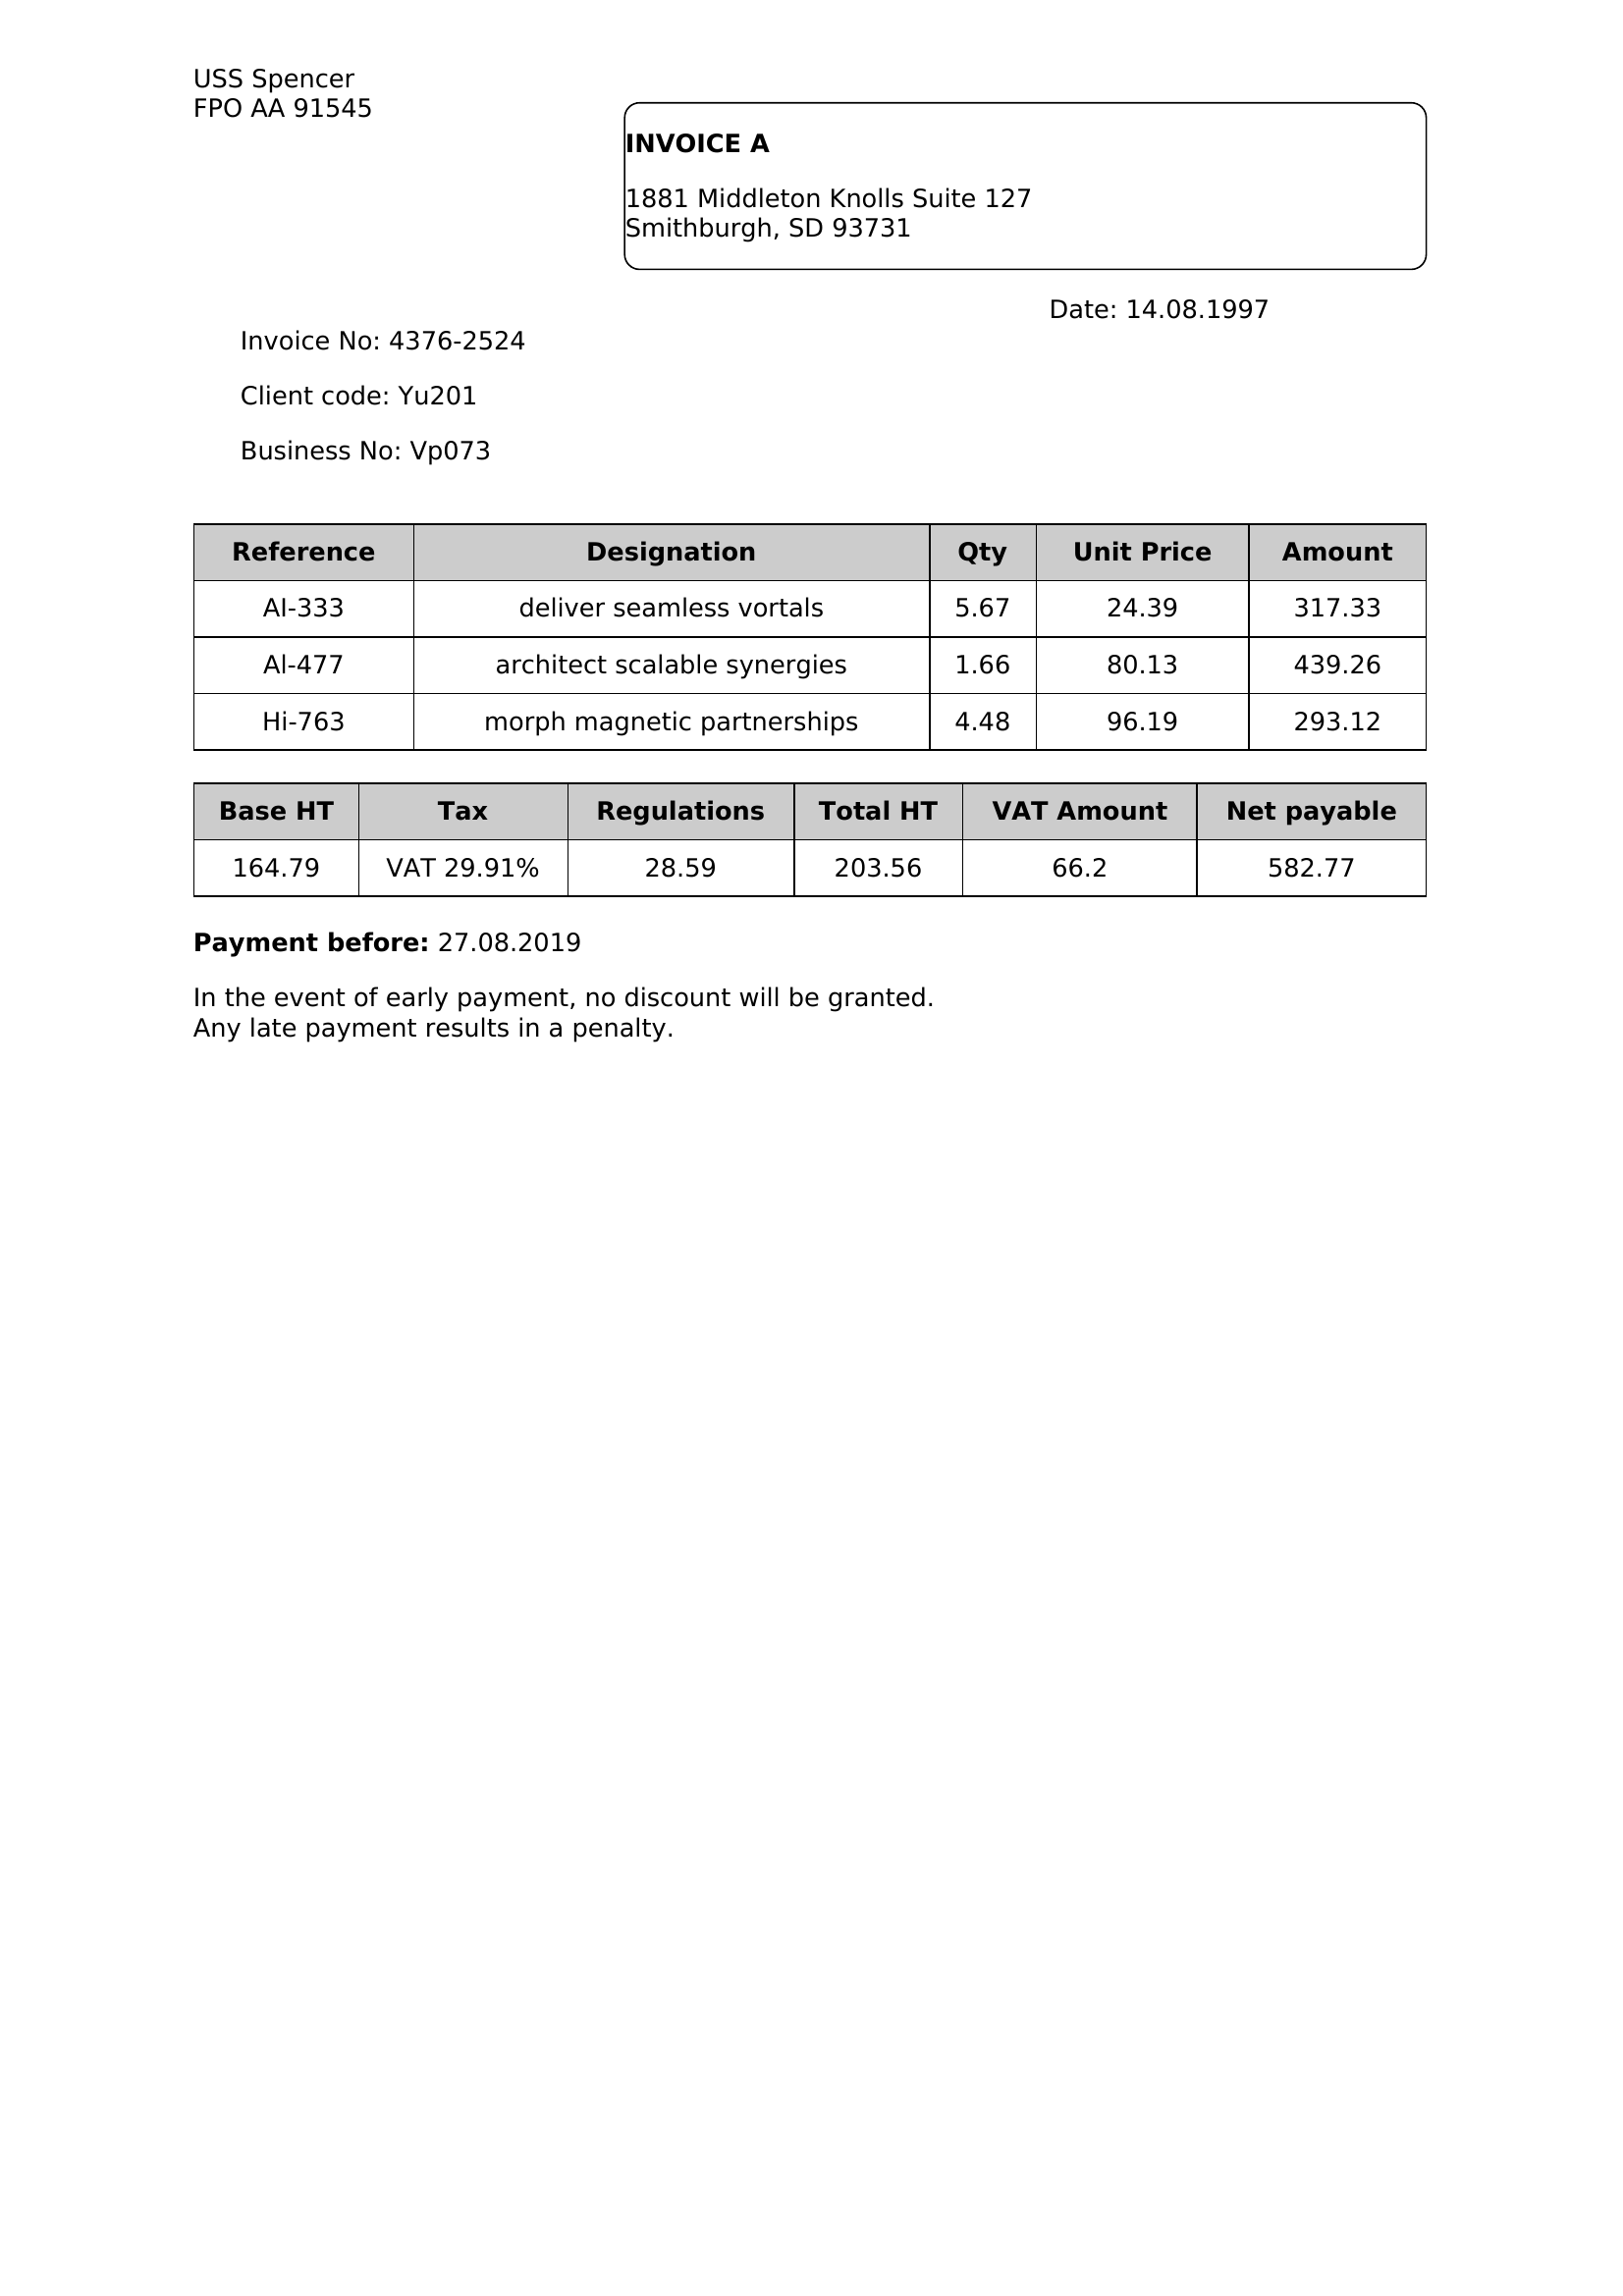 USS Spencer
FPO AA 91545
INVOICE A
1881 Middleton Knolls Suite 127
Smithburgh, SD 93731
Date: 14.08.1997
Invoice No: 4376-2524
Client code: Yu201
Business No: Vp073
Reference Designation Qty Unit Price Amount
Al-333 deliver seamless vortals 5.67 24.39 317.33
Al-477 architect scalable synergies 1.66 80.13 439.26
Hi-763 morph magnetic partnerships 4.48 96.19 293.12
Base HT Tax Regulations Total HT VAT Amount Net payable
164.79 VAT 29.91% 28.59 203.56 66.2 582.77
Payment before: 27.08.2019
In the event of early payment, no discount will be granted.
Any late payment results in a penalty.